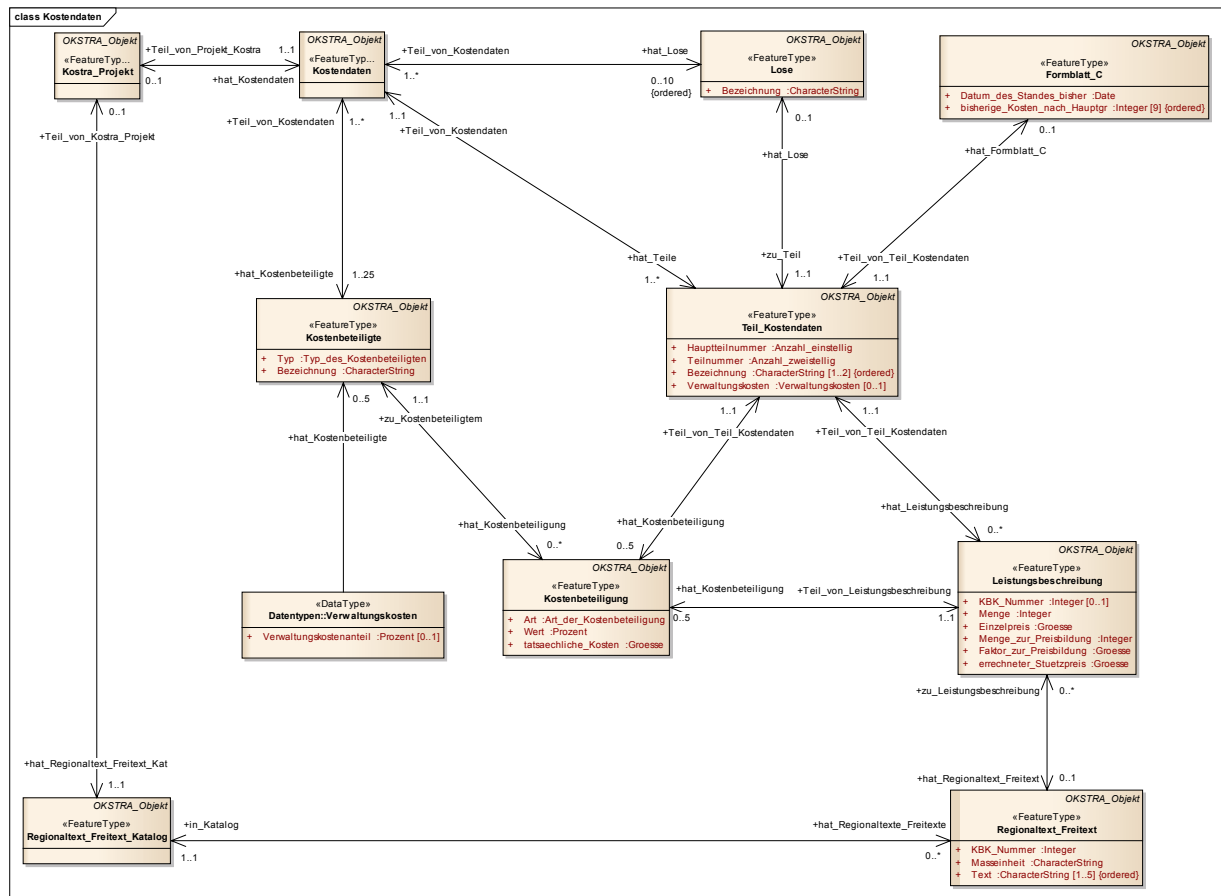 class Kostendaten
OKSTRA_Objekt
«FeatureTyp...
Kostra_Projekt
+Teil_von_Projekt_Kostra
1..1
0..1
+hat_Kostendaten
OKSTRA_Objekt
«FeatureTyp...
Kostendaten
+Teil_von_Kostendaten
+hat_Lose
1..*
0..10
{ordered}
OKSTRA_Objekt
«FeatureType»
Lose
+ Bezeichnung :CharacterString
OKSTRA_Objekt
«FeatureType»
Formblatt_C
+ Datum_des_Standes_bisher :Date
+ bisherige_Kosten_nach_Hauptgr :Integer [9] {ordered}
0..1
+Teil_von_Kostra_Projekt
+Teil_von_Kostendaten
1..*
1..1
+Teil_von_Kostendaten
0..1
+hat_Lose
0..1
+hat_Formblatt_C
+hat_Kostenbeteiligte
1..25
+hat_Teile
1..*
+zu_Teil
1..1
+Teil_von_Teil_Kostendaten
1..1
OKSTRA_Objekt
«FeatureType»
Kostenbeteiligte
+ Typ :Typ_des_Kostenbeteiligten
+ Bezeichnung :CharacterString
OKSTRA_Objekt
«FeatureType»
Teil_Kostendaten
+ Hauptteilnummer :Anzahl_einstellig
+ Teilnummer :Anzahl_zweistellig
+ Bezeichnung :CharacterString [1..2] {ordered}
+ Verwaltungskosten :Verwaltungskosten [0..1]
0..5
+hat_Kostenbeteiligte
1..1
+zu_Kostenbeteiligtem
1..1
+Teil_von_Teil_Kostendaten
1..1
+Teil_von_Teil_Kostendaten
+hat_Kostenbeteiligung
0..*
+hat_Kostenbeteiligung
0..5
+hat_Leistungsbeschreibung
0..*
«DataType»
Datentypen::Verwaltungskosten
+ Verwaltungskostenanteil :Prozent [0..1]
OKSTRA_Objekt
«FeatureType»
Kostenbeteiligung
+ Art :Art_der_Kostenbeteiligung
+ Wert :Prozent
+ tatsaechliche_Kosten :Groesse
+hat_Kostenbeteiligung
+Teil_von_Leistungsbeschreibung
0..5
1..1
OKSTRA_Objekt
«FeatureType»
Leistungsbeschreibung
+ KBK_Nummer :Integer [0..1]
+ Menge :Integer
+ Einzelpreis :Groesse
+ Menge_zur_Preisbildung :Integer
+ Faktor_zur_Preisbildung :Groesse
+ errechneter_Stuetzpreis :Groesse
+zu_Leistungsbeschreibung
0..*
+hat_Regionaltext_Freitext_Kat
1..1
+hat_Regionaltext_Freitext
0..1
OKSTRA_Objekt
«FeatureType»
Regionaltext_Freitext_Katalog
+in_Katalog
1..1
+hat_Regionaltexte_Freitexte
0..*
OKSTRA_Objekt
«FeatureType»
Regionaltext_Freitext
+ KBK_Nummer :Integer
+ Masseinheit :CharacterString
+ Text :CharacterString [1..5] {ordered}